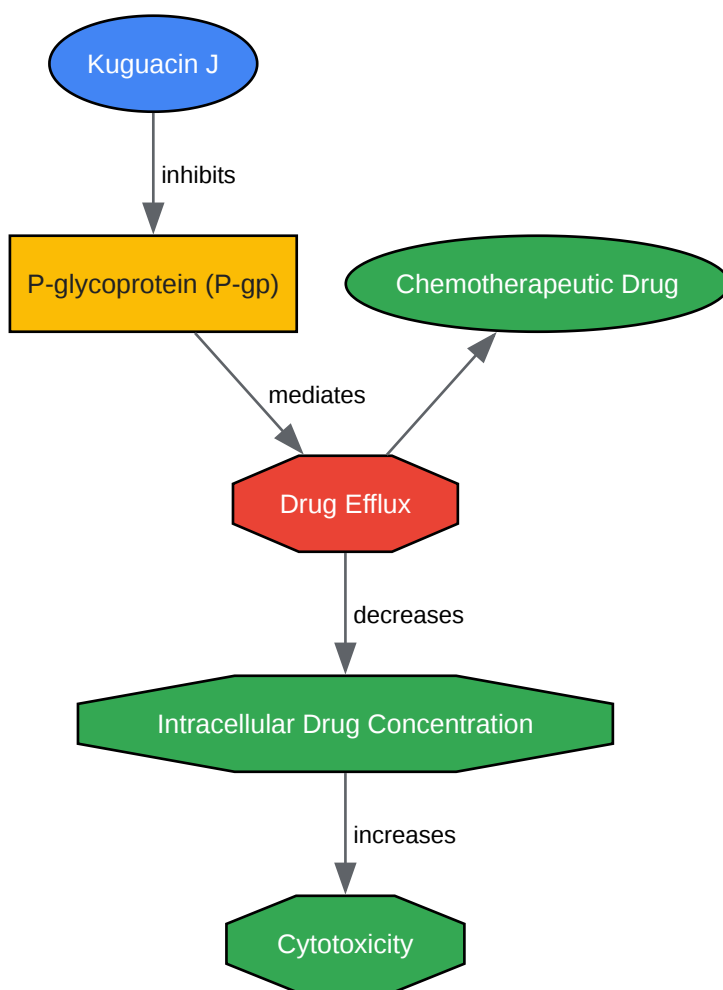 Kuguacin J
inhibits
P-glycoprotein (P-gp)
Chemotherapeutic Drug
mediates
Drug Efflux
decreases
Intracellular Drug Concentration
increases
Cytotoxicity